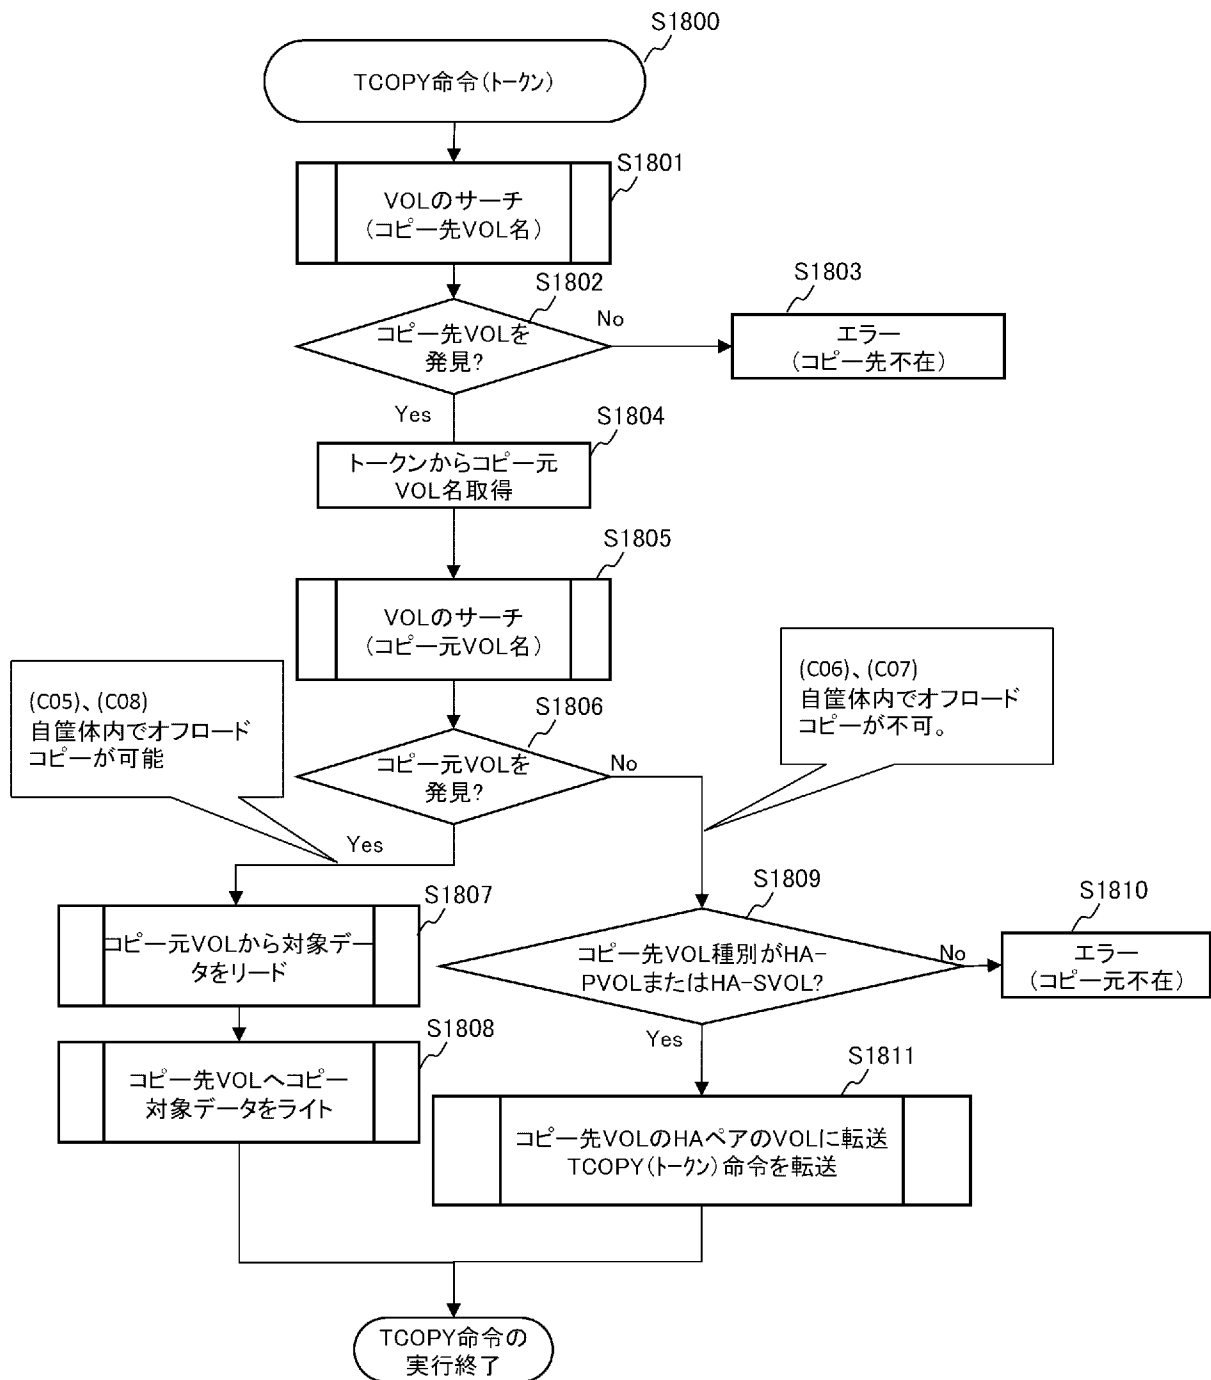 S1800
TCOPY命令(トークン)
S1801
VOLのサーチ
(コピー先VOL名)
S1802
コピー先VOLを
発見?
No
S1803
エラー
(コピー先不在)
Yes
S1804
トークンからコピー元
VOL名取得
S1805
VOLのサーチ
(コピー元VOL名)
(C05)、(C08)
自筐体内でオフロード
コピーが可能
(C06)、(C07)
自筐体内でオフロード
コピーが不可。
S1806
コピー元VOLを
発見?
No
Yes
S1807
コピー元VOLから対象デー
タをリード
S1808
コピー先VOLへコピー
対象データをライト
S1809
コピー先VOL種別がHA-
PVOLまたはHA-SVOL?
No
S1810
エラー
(コピー元不在)
Yes
S1811
コピー先VOLのHAペアのVOLに転送
TCOPY(トークン)命令を転送
TCOPY命令の
実行終了